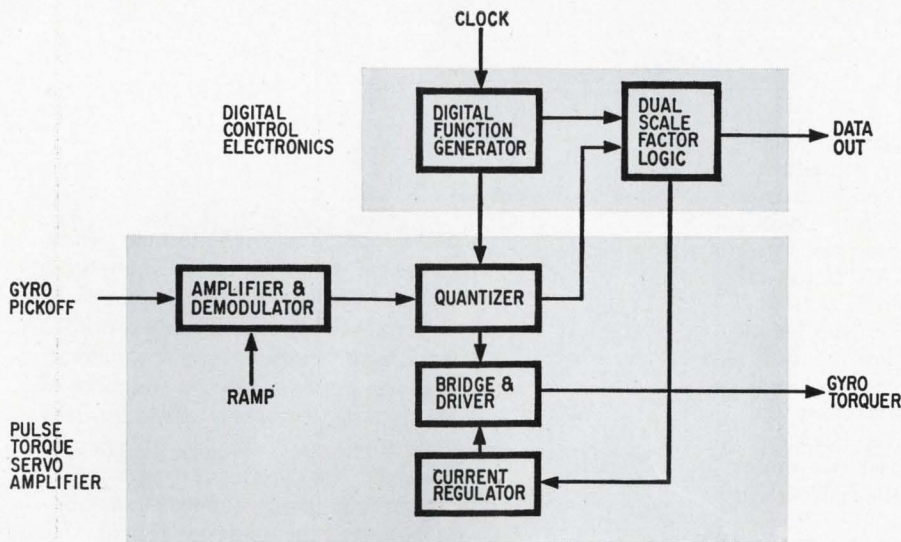 CLOCK
DIGITAL
CONTROL
ELECTRONICS
DIGITAL
FUNCTION
GENERATOR
DUAL
SCALE
FACTOR
LOGIC
DATA
OUT
GYRO
PICKOFF
AMPLIFIER &
DEMODULATOR
QUANTIZER
RAMP
BRIDGE &
DRIVER
GYRO
TORQUER
PULSE
TORQUE
SERVO
AMPLIFIER
CURRENT
REGULATOR